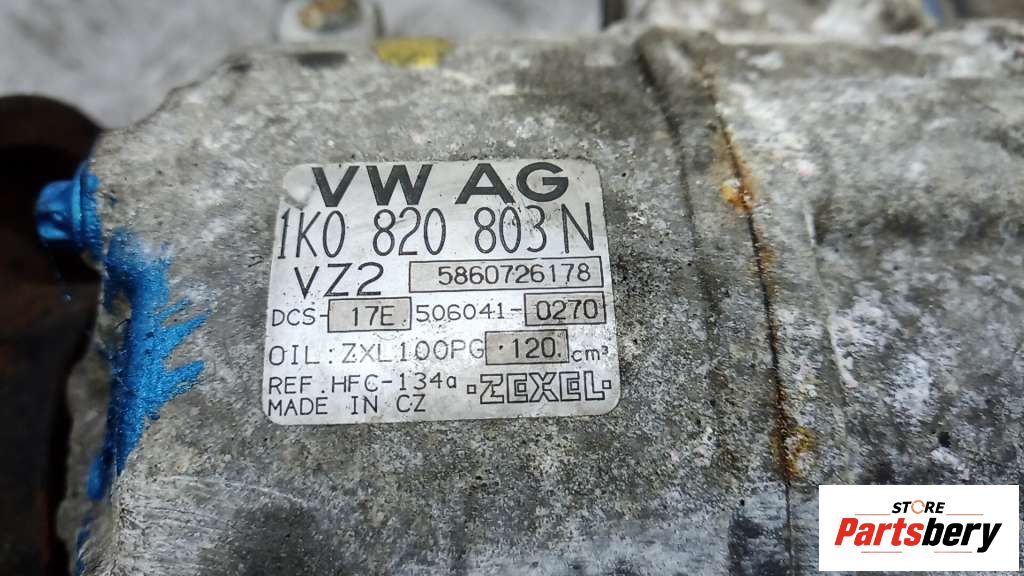 VW AG
1K0 820 803 N
VZ2 5860726178
DCS- 17E 506041- 0270
OIL: ZXL100PG 120 cm³
REF. HFC-134a ·ZEXEL·
MADE IN CZ
STORE
Partsbery